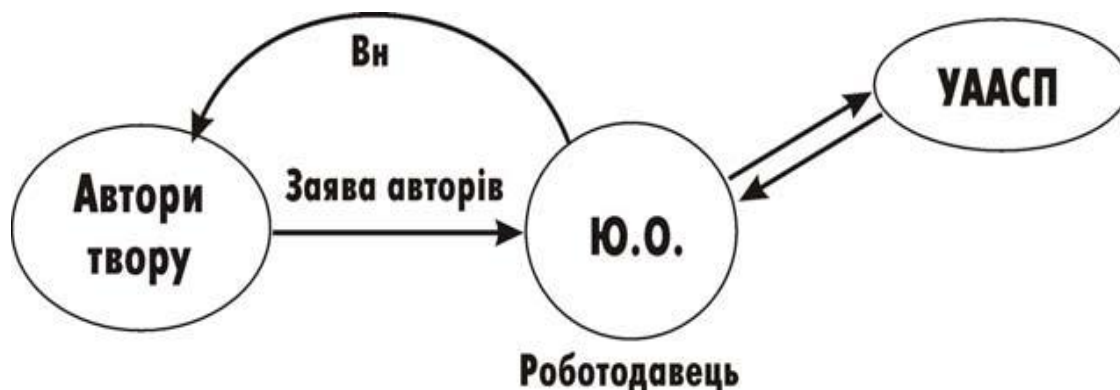 Вн
УААСП
Автори
твору
Заява авторів
Ю.О.
Роботодавець